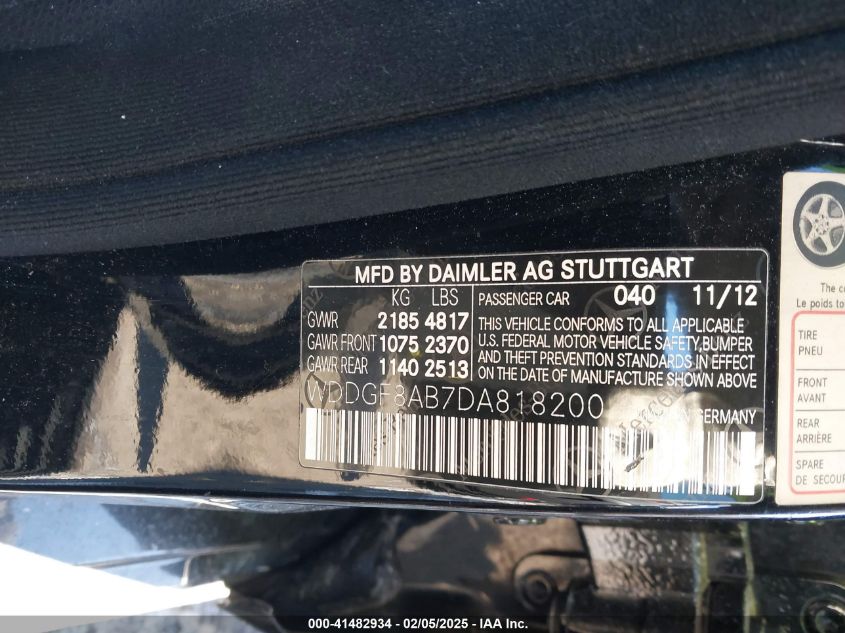 MFD BY DAIMLER AG STUTTGART
KG LBS
GVWR 2185 4817
GAWR FRONT 1075 2370
GAWR REAR 1140 2513
PASSENGER CAR 040 11/12
THIS VEHICLE CONFORMS TO ALL APPLICABLE
U.S. FEDERAL MOTOR VEHICLE SAFETY,BUMPER
AND THEFT PREVENTION STANDARDS IN EFFECT
ON THE DATE OF MANUFACTURE SHOWN ABOVE
WDDGF8AB7DA818200
IN GERMANY
The co
Le poids to
TIRE
PNEU
FRONT
AVANT
REAR
ARRIÈRE
SPARE
DE SECOUR
000-41482934 - 02/05/2025 - IAA Inc.